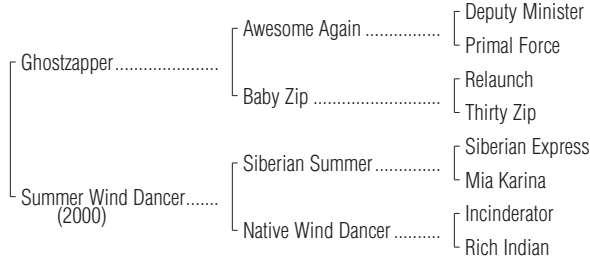 Deputy Minister
Awesome Again ................
Primal Force
Ghostzapper......................
Relaunch
Baby Zip ...........................
Thirty Zip
Siberian Express
Siberian Summer..............
Mia Karina
Summer Wind Dancer.......
(2000)
Incinderator
Native Wind Dancer ..........
Rich Indian